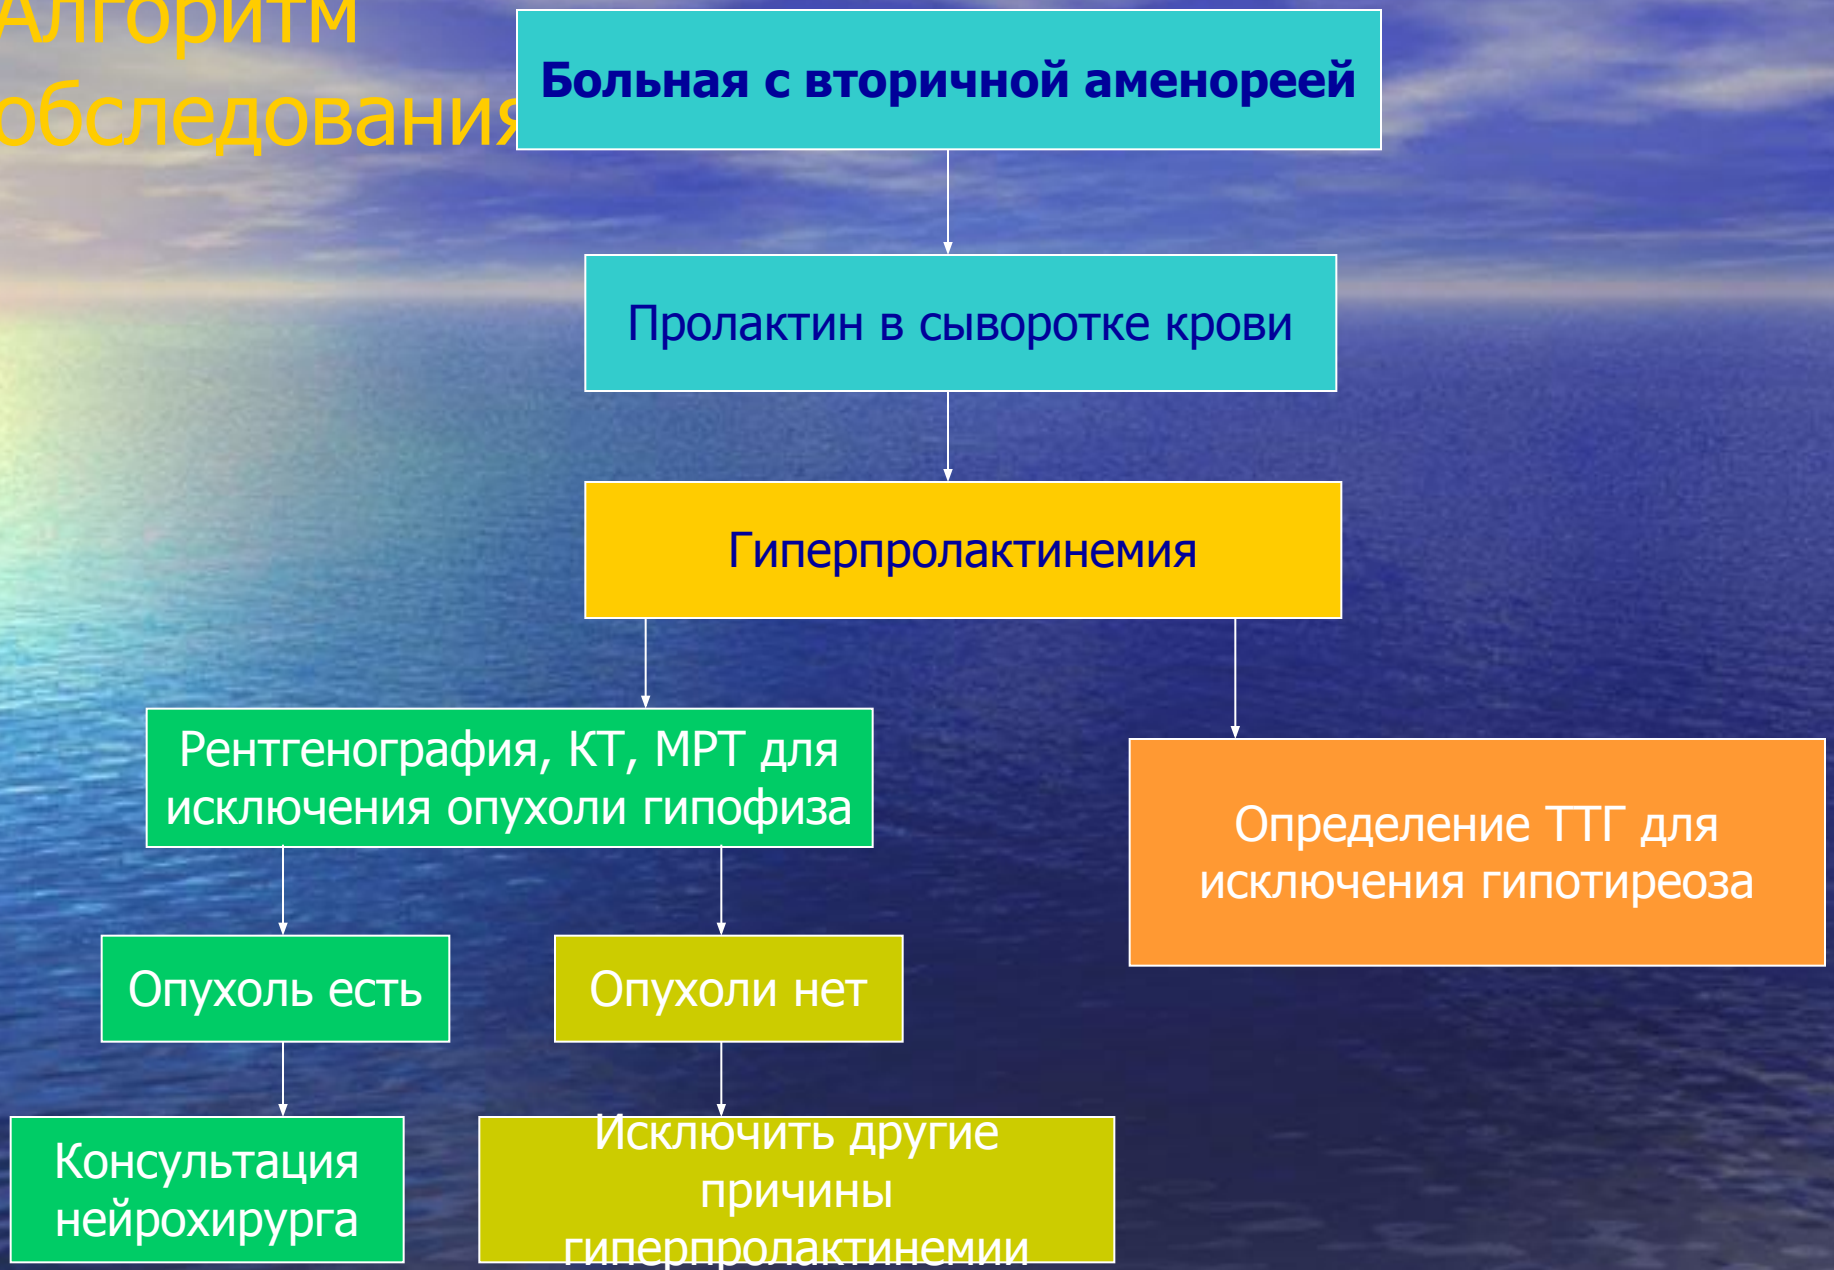 Алгоритм
обследования
Больная с вторичной аменореей
Пролактин в сыворотке крови
Гиперпролактинемия
Рентгенография, КТ, МРТ для
исключения опухоли гипофиза
Определение ТТГ для
исключения гипотиреоза
Опухоль есть
Опухоли нет
Консультация
нейрохирурга
Исключить другие
причины
гиперпролактинемии